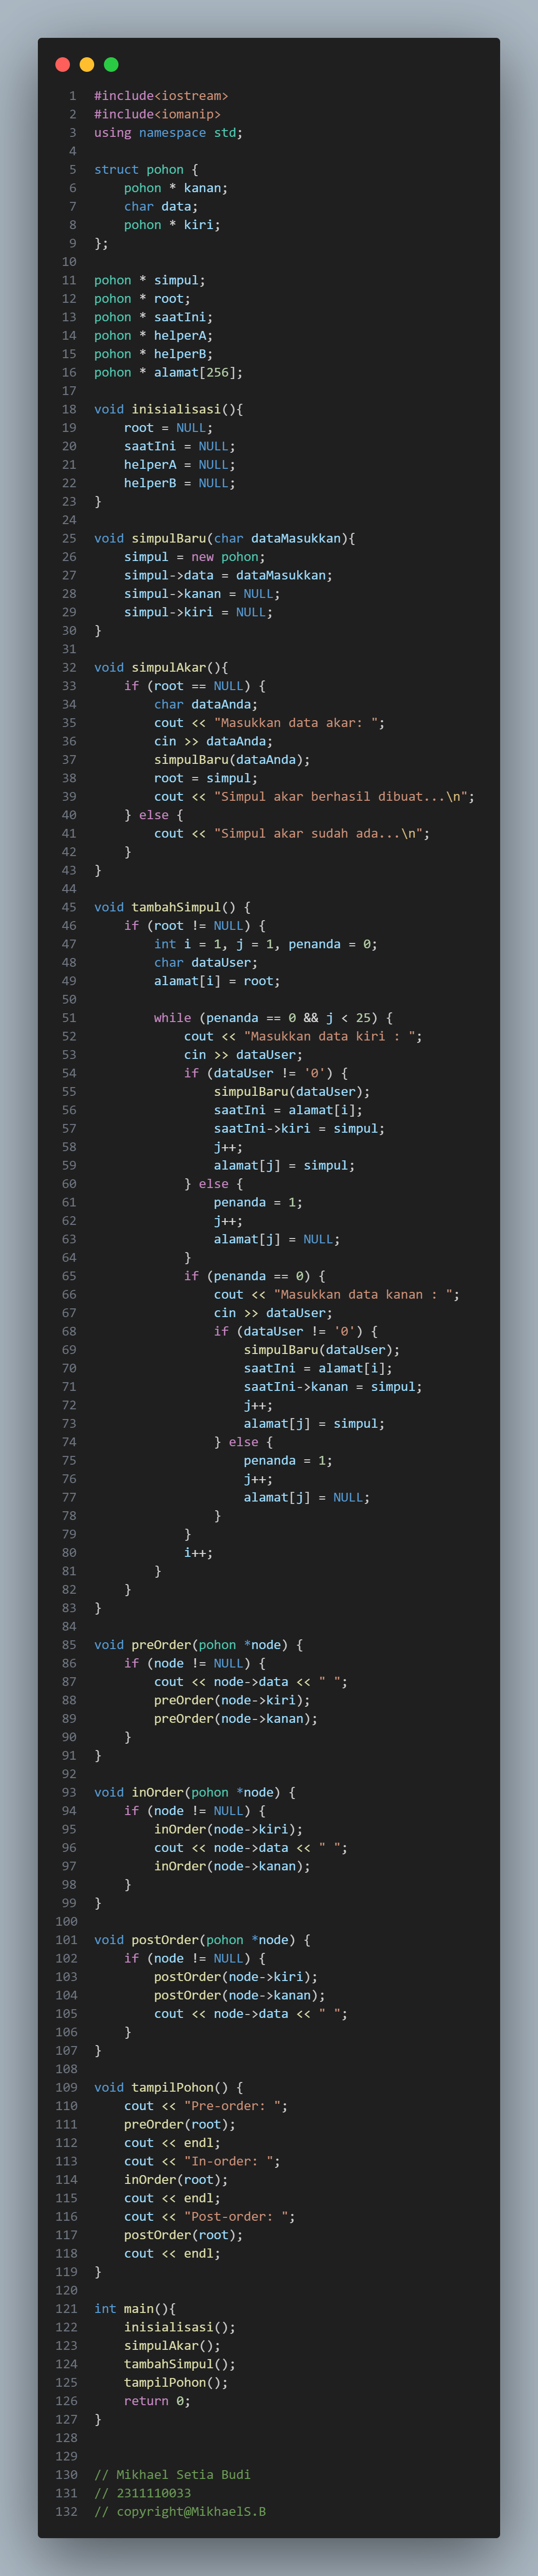 1 #include<iostream>
2 #include<iomanip>
3 using namespace std;
4
5 struct pohon {
6     pohon * kanan;
7     char data;
8     pohon * kiri;
9 };
10
11 pohon * simpul;
12 pohon * root;
13 pohon * saatIni;
14 pohon * helperA;
15 pohon * helperB;
16 pohon * alamat[256];
17
18 void inisialisasi(){
19     root = NULL;
20     saatIni = NULL;
21     helperA = NULL;
22     helperB = NULL;
23 }
24
25 void simpulBaru(char dataMasukkan){
26     simpul = new pohon;
27     simpul->data = dataMasukkan;
28     simpul->kanan = NULL;
29     simpul->kiri = NULL;
30 }
31
32 void simpulAkar(){
33     if (root == NULL) {
34         char dataAnda;
35         cout << "Masukkan data akar: ";
36         cin >> dataAnda;
37         simpulBaru(dataAnda);
38         root = simpul;
39         cout << "Simpul akar berhasil dibuat...\n";
40     } else {
41         cout << "Simpul akar sudah ada...\n";
42     }
43 }
44
45 void tambahSimpul() {
46     if (root != NULL) {
47         int i = 1, j = 1, penanda = 0;
48         char dataUser;
49         alamat[i] = root;
50
51         while (penanda == 0 && j < 25) {
52             cout << "Masukkan data kiri : ";
53             cin >> dataUser;
54             if (dataUser != '0') {
55                 simpulBaru(dataUser);
56                 saatIni = alamat[i];
57                 saatIni->kiri = simpul;
58                 j++;
59                 alamat[j] = simpul;
60             } else {
61                 penanda = 1;
62                 j++;
63                 alamat[j] = NULL;
64             }
65             if (penanda == 0) {
66                 cout << "Masukkan data kanan : ";
67                 cin >> dataUser;
68                 if (dataUser != '0') {
69                     simpulBaru(dataUser);
70                     saatIni = alamat[i];
71                     saatIni->kanan = simpul;
72                     j++;
73                     alamat[j] = simpul;
74                 } else {
75                     penanda = 1;
76                     j++;
77                     alamat[j] = NULL;
78                 }
79             }
80             i++;
81         }
82     }
83 }
84
85 void preOrder(pohon *node) {
86     if (node != NULL) {
87         cout << node->data << " ";
88         preOrder(node->kiri);
89         preOrder(node->kanan);
90     }
91 }
92
93 void inOrder(pohon *node) {
94     if (node != NULL) {
95         inOrder(node->kiri);
96         cout << node->data << " ";
97         inOrder(node->kanan);
98     }
99 }
100
101 void postOrder(pohon *node) {
102     if (node != NULL) {
103         postOrder(node->kiri);
104         postOrder(node->kanan);
105         cout << node->data << " ";
106     }
107 }
108
109 void tampilPohon() {
110     cout << "Pre-order: ";
111     preOrder(root);
112     cout << endl;
113     cout << "In-order: ";
114     inOrder(root);
115     cout << endl;
116     cout << "Post-order: ";
117     postOrder(root);
118     cout << endl;
119 }
120
121 int main(){
122     inisialisasi();
123     simpulAkar();
124     tambahSimpul();
125     tampilPohon();
126     return 0;
127 }
128
129
130 // Mikhael Setia Budi
131 // 2311110033
132 // copyright@MikhaelS.B